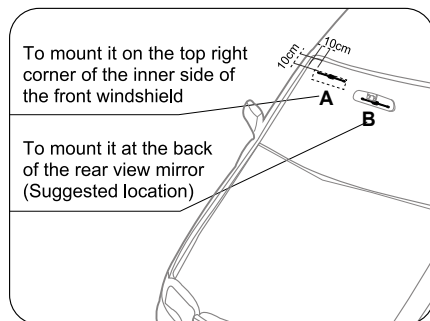 To mount it on the top right
corner of the inner side of
the front windshield
10cm
10cm
A
B
To mount it at the back
of the rear view mirror
(Suggested location)